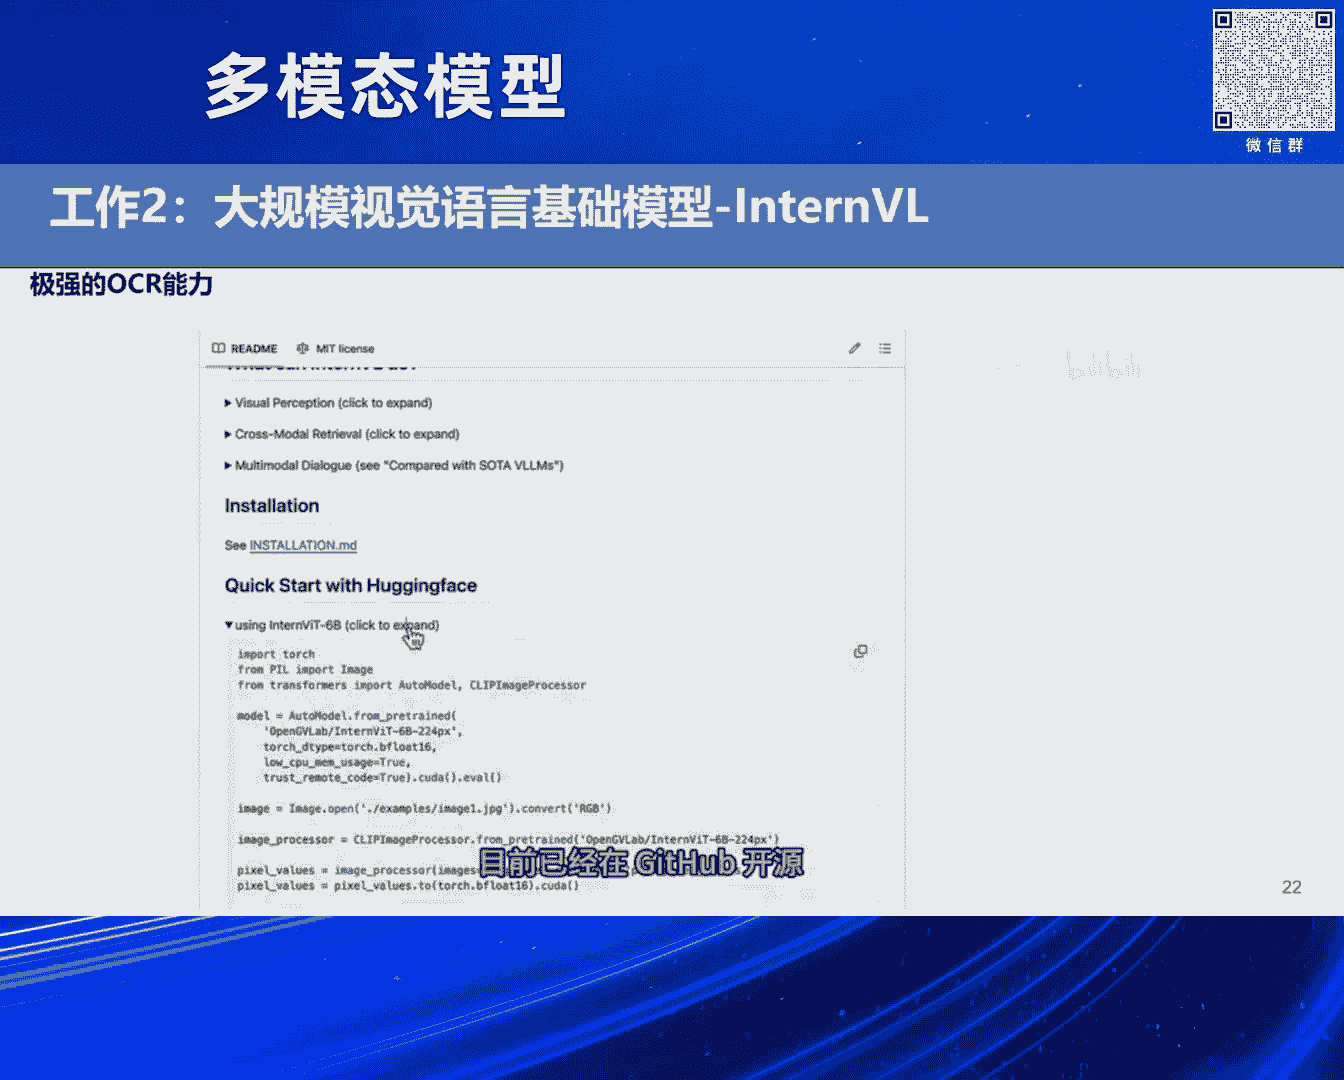 多模态模型
微信群
工作2：大规模视觉语言基础模型-InternVL
极强的OCR能力
README MIT license
▶ Visual Perception (click to expand)
▶ Cross-Modal Retrieval (click to expand)
▶ Multimodal Dialogue (see "Compared with SOTA VLLMs")
Installation
See INSTALLATION.md
Quick Start with Huggingface
▼ using InternViT-6B (click to expand)
import torch
from PIL import Image
from transformers import AutoModel, CLIPImageProcessor
model = AutoModel.from_pretrained(
'OpenGVLab/InternViT-6B-224px',
torch_dtype=torch.bfloat16,
low_cpu_mem_usage=True,
trust_remote_code=True).cuda().eval()
image = Image.open('./examples/image1.jpg').convert('RGB')
image_processor = CLIPImageProcessor.from_pretrained('OpenGVLab/InternViT-6B-224px')
pixel_values = image_processor(images
目前已经在 GitHub 开源
pixel_values = pixel_values.to(torch.bfloat16).cuda()
22